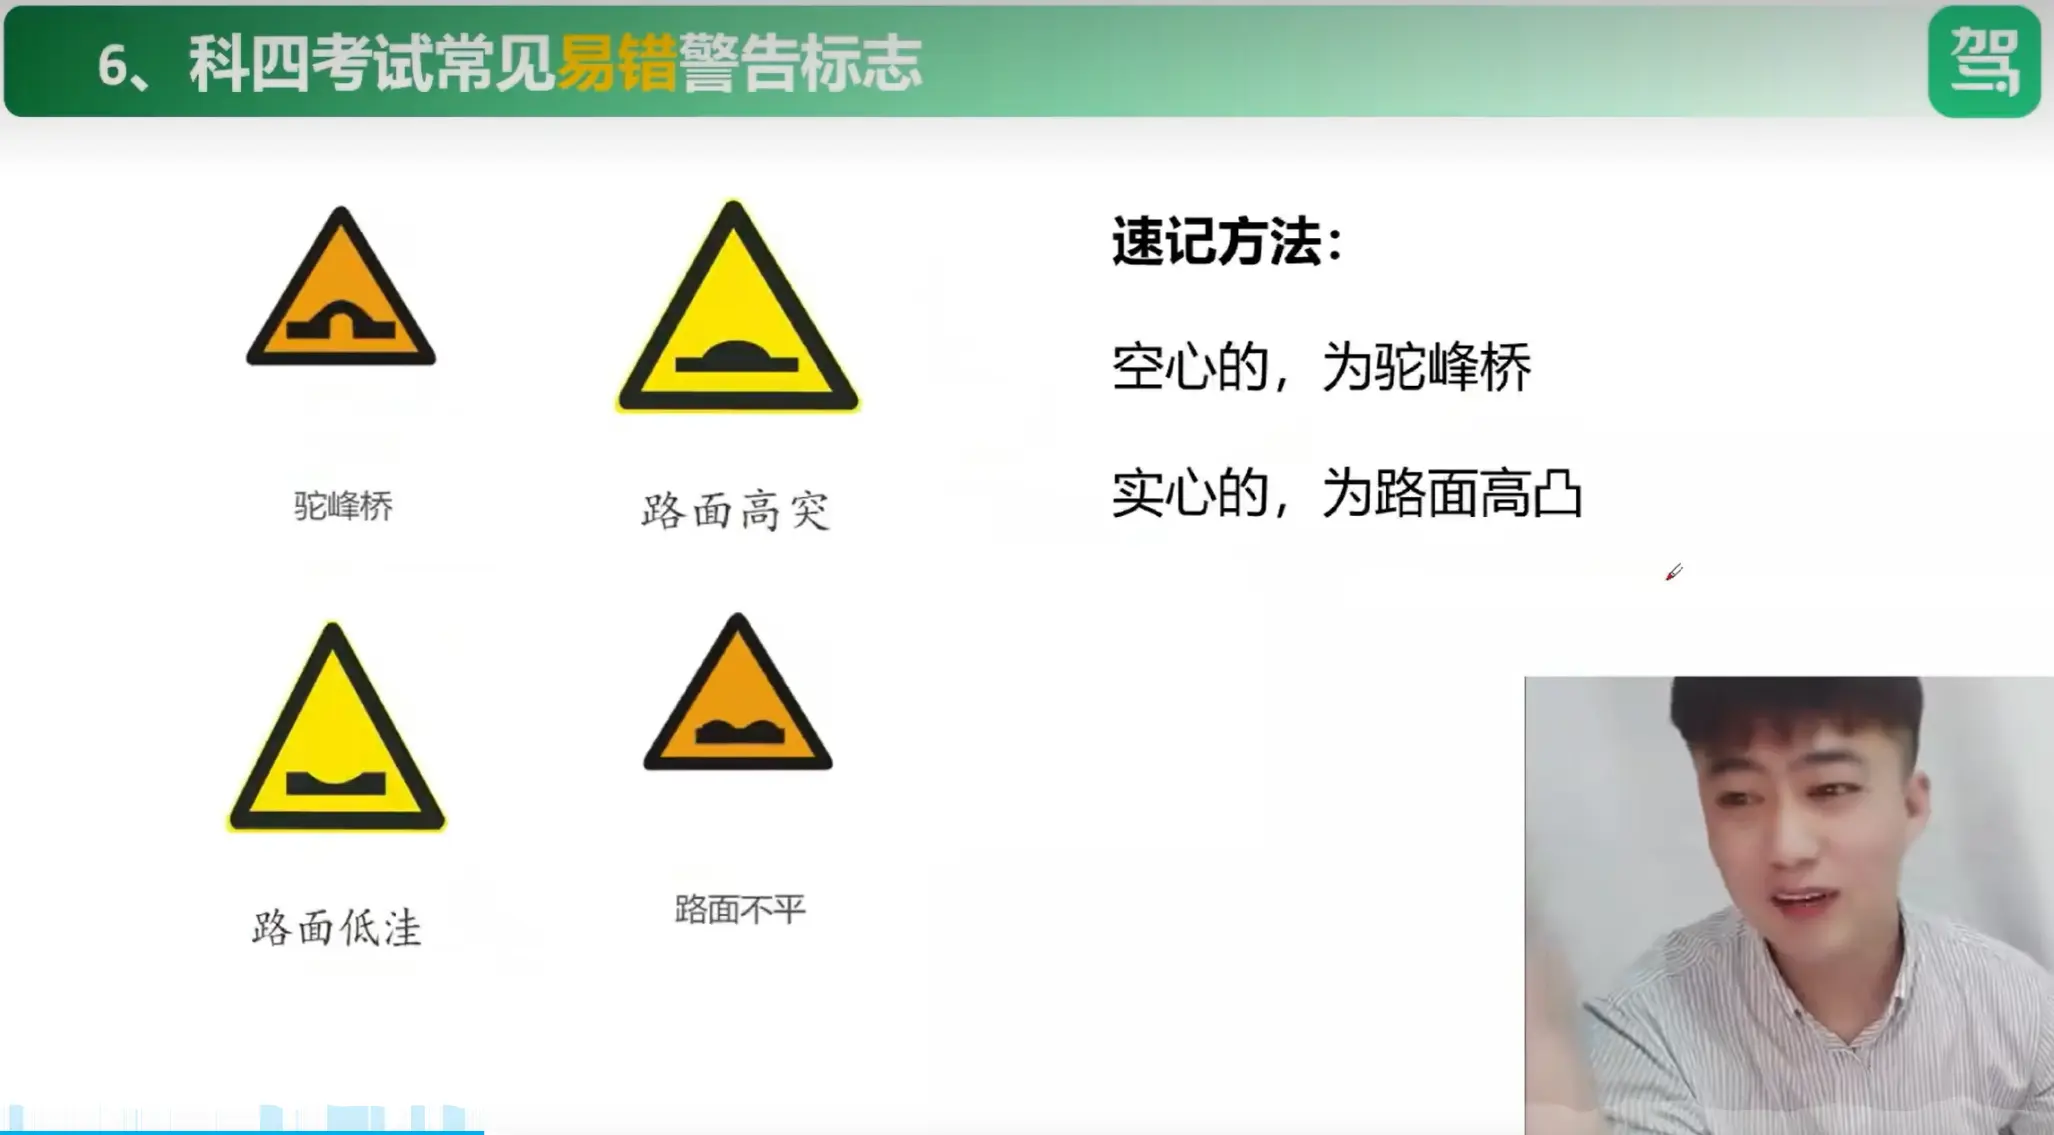 6、科四考试常见易错警告标志
驾
速记方法：
空心的，为驼峰桥
实心的，为路面高凸
驼峰桥
路面高突
路面低洼
路面不平